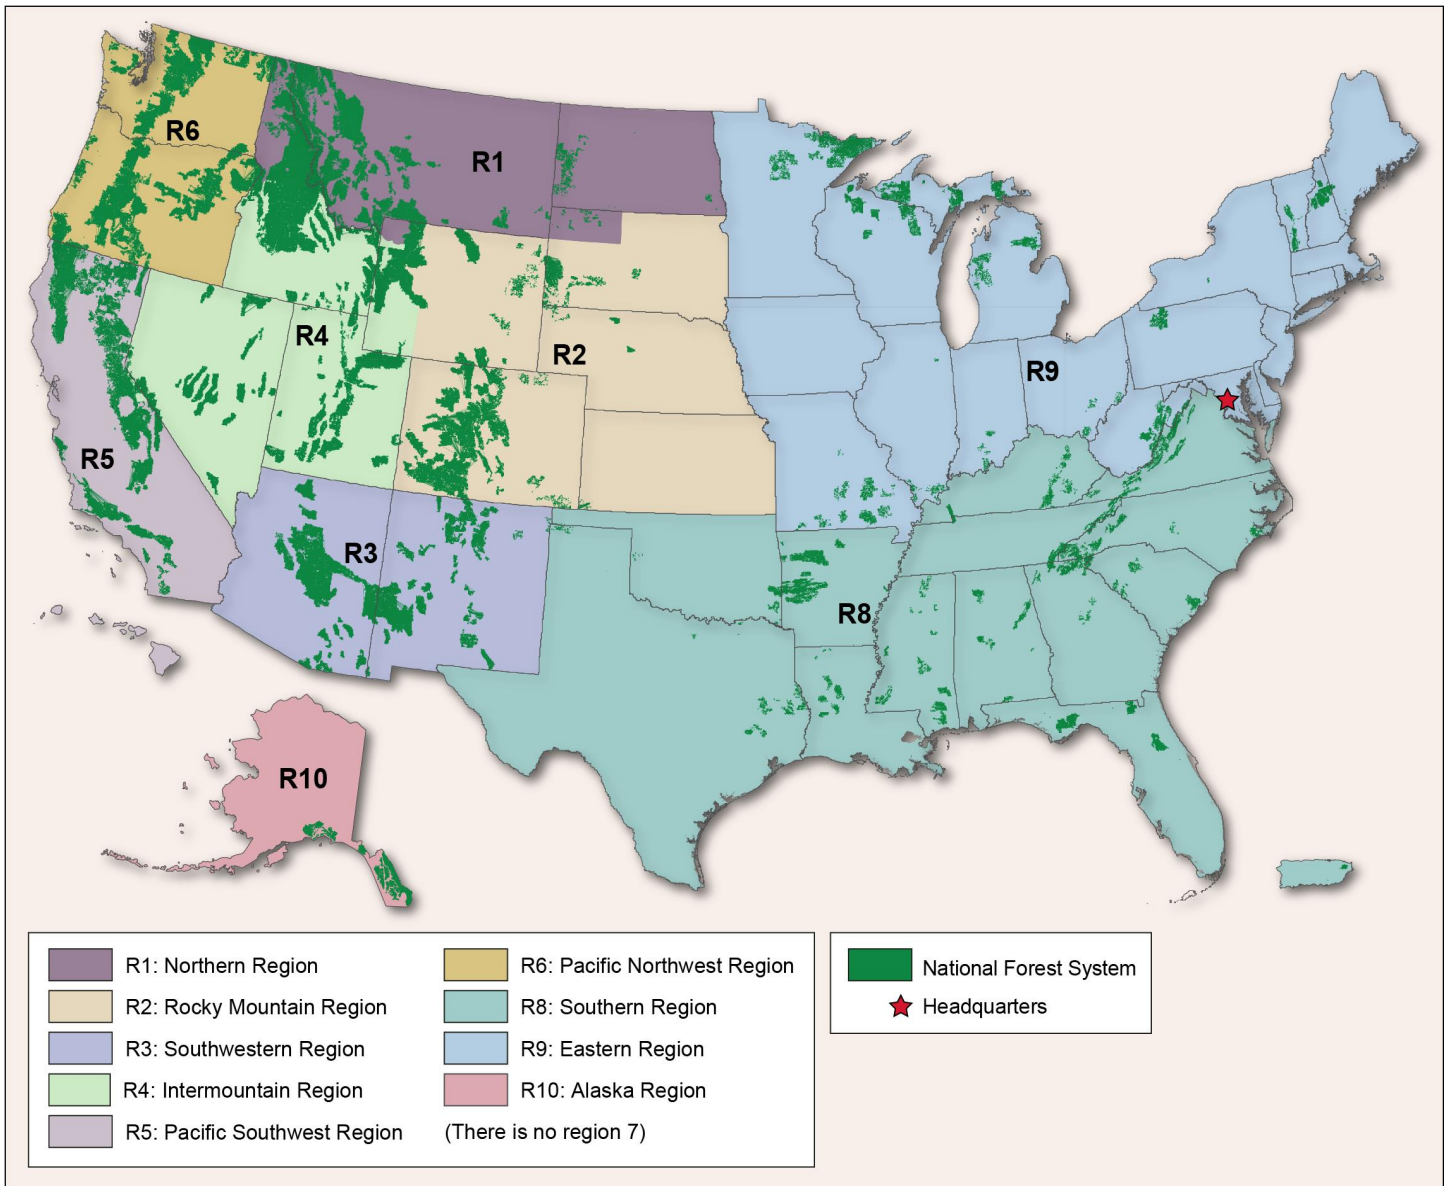 R6
R1
R4
R2
R9
R5
R3
R8
R10
R1: Northern Region
R2: Rocky Mountain Region
R3: Southwestern Region
R4: Intermountain Region
R5: Pacific Southwest Region
R6: Pacific Northwest Region
R8: Southern Region
R9: Eastern Region
R10: Alaska Region
(There is no region 7)
National Forest System
Headquarters